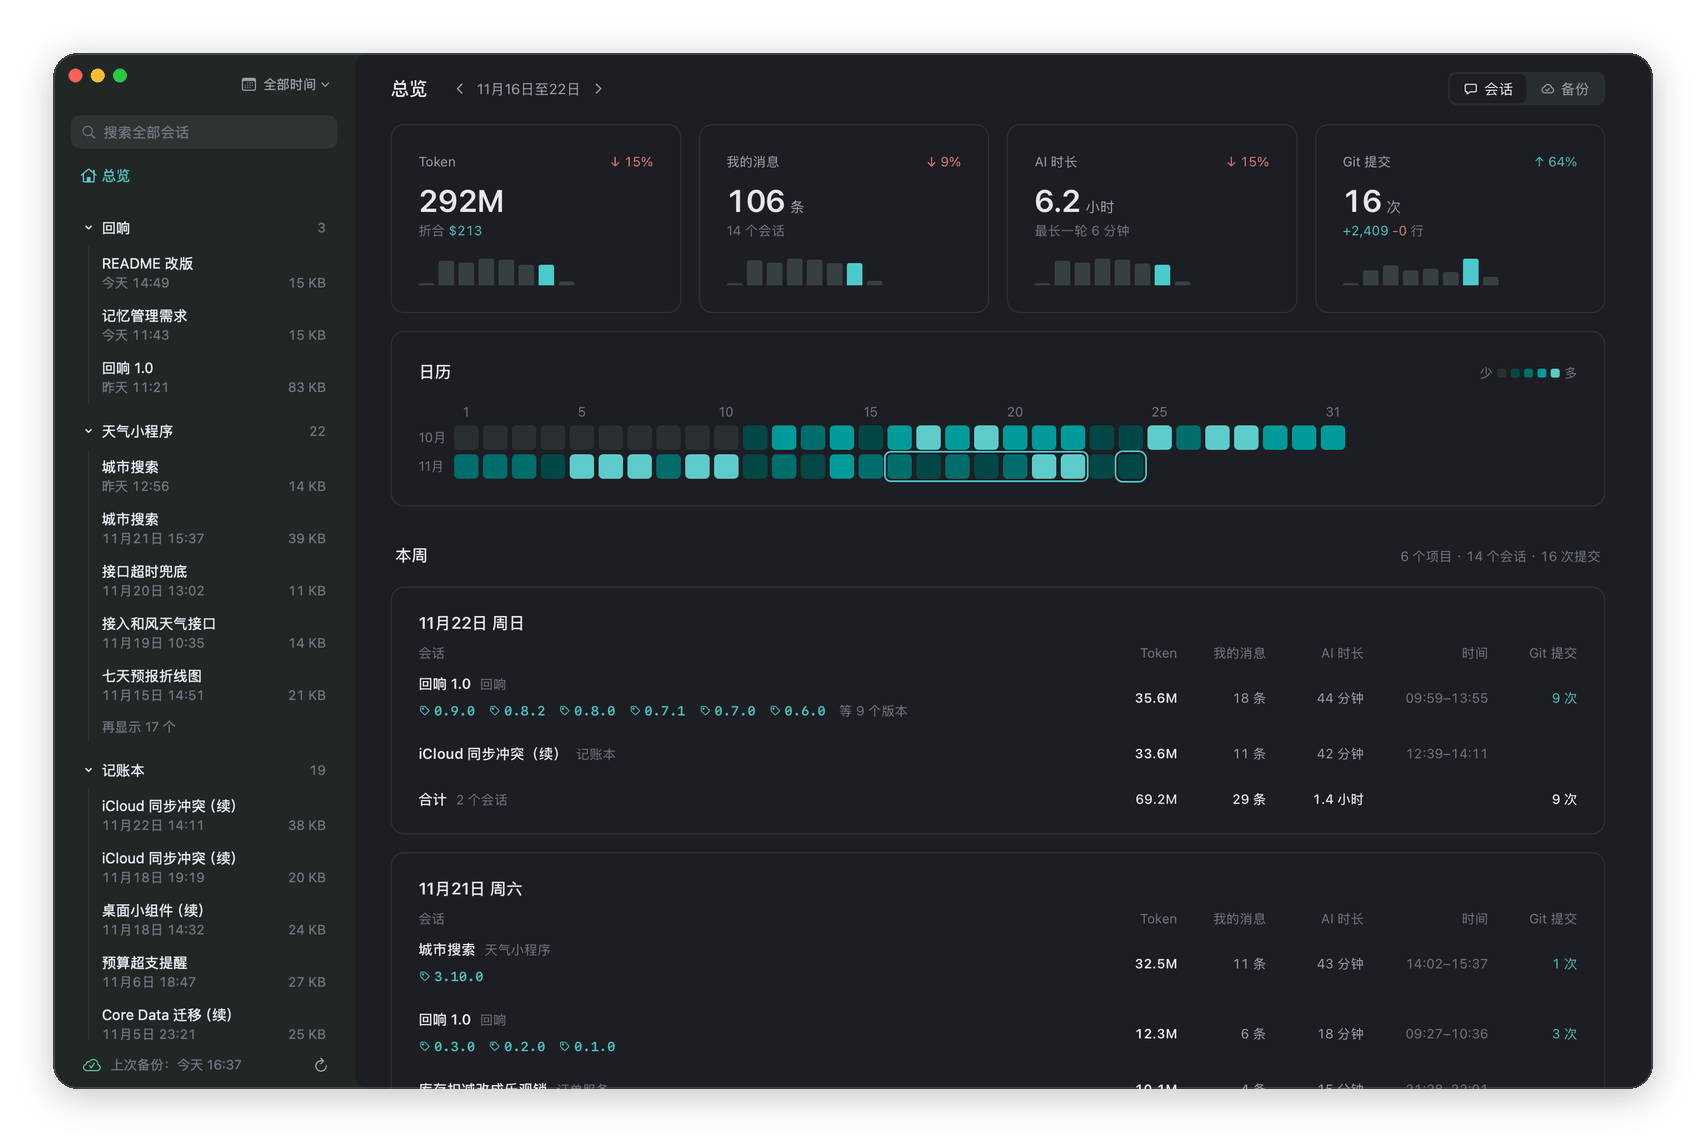 全部时间
搜索全部会话
总览
回响 3
README 改版
今天 14:49 15 KB
记忆管理需求
今天 11:43 15 KB
回响 1.0
昨天 11:21 83 KB
天气小程序 22
城市搜索
昨天 12:56 14 KB
城市搜索
11月21日 15:37 39 KB
接口超时兜底
11月20日 13:02 11 KB
接入和风天气接口
11月19日 10:35 14 KB
七天预报折线图
11月15日 14:51 21 KB
再显示 17 个
记账本 19
iCloud 同步冲突 (续)
11月22日 14:11 38 KB
iCloud 同步冲突 (续)
11月18日 19:19 20 KB
桌面小组件 (续)
11月18日 14:32 24 KB
预算超支提醒
11月6日 18:47 27 KB
Core Data 迁移 (续)
11月5日 23:21 25 KB
上次备份：今天 16:37
总览 11月16日至22日 会话 备份
Token ↓ 15%
292M
折合 $213
我的消息 ↓ 9%
106 条
14 个会话
AI 时长 ↓ 15%
6.2 小时
最长一轮 6 分钟
Git 提交 ↑ 64%
16 次
+2,409 -0 行
日历 少 多
1 5 10 15 20 25 31
10月
11月
本周 6 个项目 · 14 个会话 · 16 次提交
11月22日 周日
会话 Token 我的消息 AI 时长 时间 Git 提交
回响 1.0 回响 35.6M 18 条 44 分钟 09:59–13:55 9 次
0.9.0 0.8.2 0.8.0 0.7.1 0.7.0 0.6.0 等 9 个版本
iCloud 同步冲突（续） 记账本 33.6M 11 条 42 分钟 12:39–14:11
合计 2 个会话 69.2M 29 条 1.4 小时 9 次
11月21日 周六
会话 Token 我的消息 AI 时长 时间 Git 提交
城市搜索 天气小程序 32.5M 11 条 43 分钟 14:02–15:37 1 次
3.10.0
回响 1.0 回响 12.3M 6 条 18 分钟 09:27–10:36 3 次
0.3.0 0.2.0 0.1.0